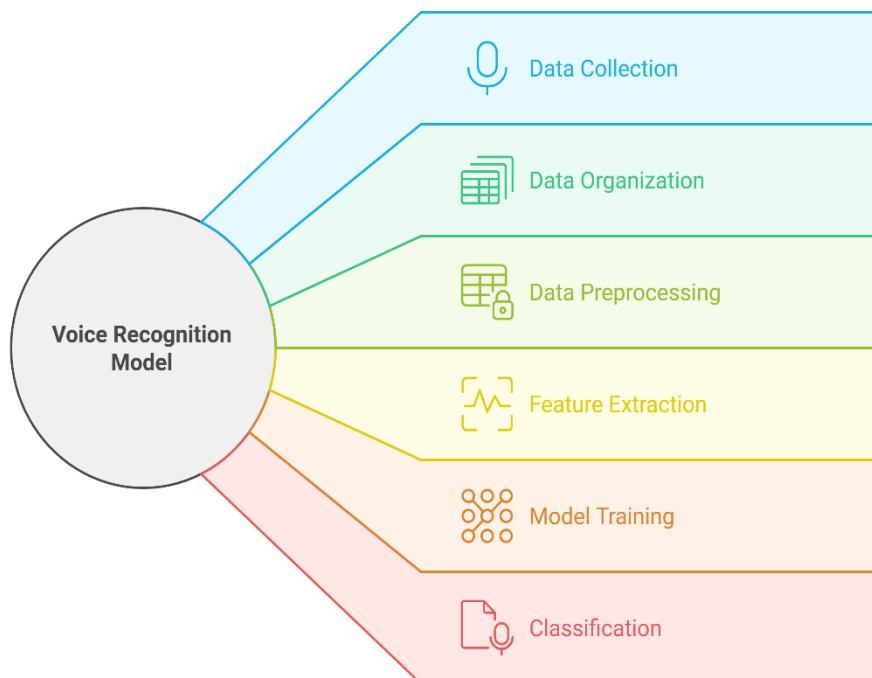 Voice Recognition
Model
Data Collection
Data Organization
Data Preprocessing
Feature Extraction
Model Training
Classification